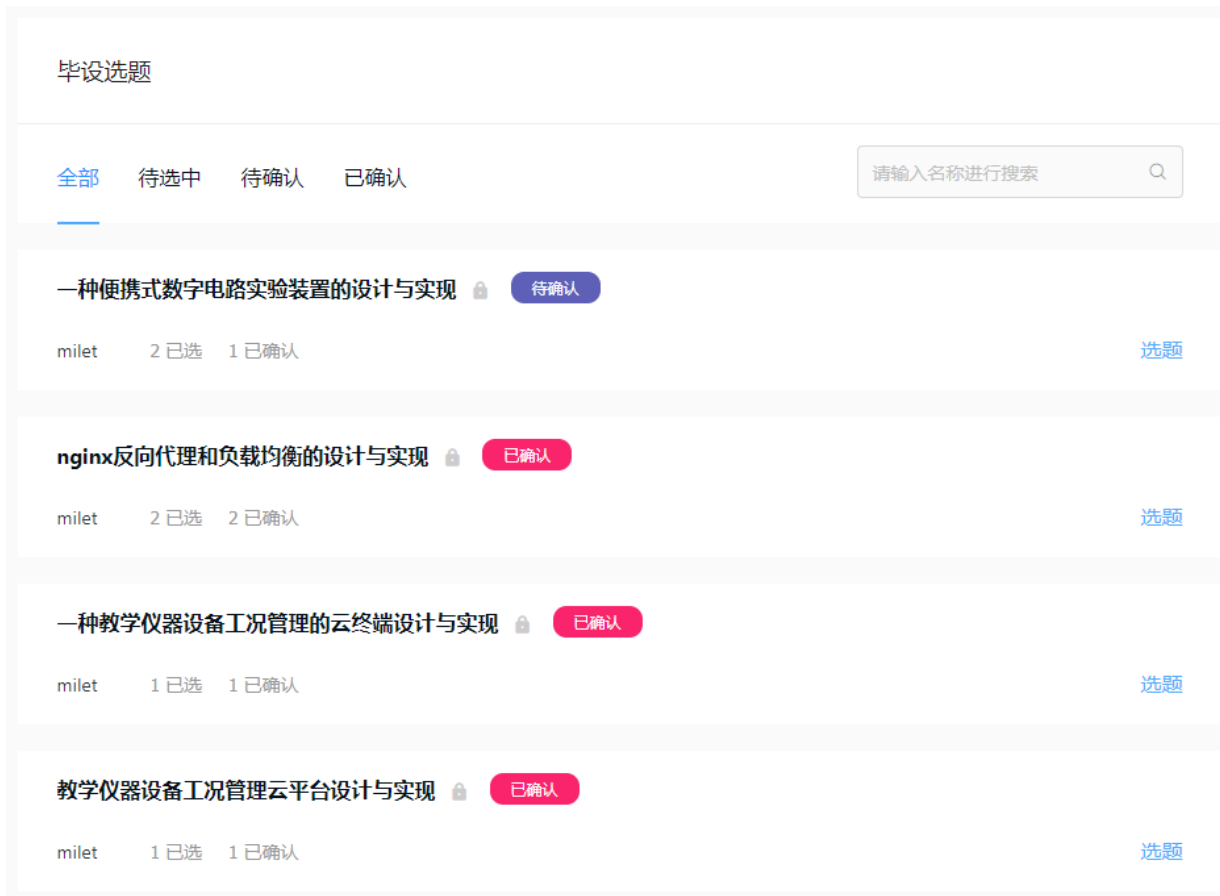 毕设选题
全部 待选中 待确认 已确认 请输入名称进行搜索
一种便携式数字电路实验装置的设计与实现 待确认
milet 2 已选 1 已确认 选题
nginx反向代理和负载均衡的设计与实现 已确认
milet 2 已选 2 已确认 选题
一种教学仪器设备工况管理的云终端设计与实现 已确认
milet 1 已选 1 已确认 选题
教学仪器设备工况管理云平台设计与实现 已确认
milet 1 已选 1 已确认 选题